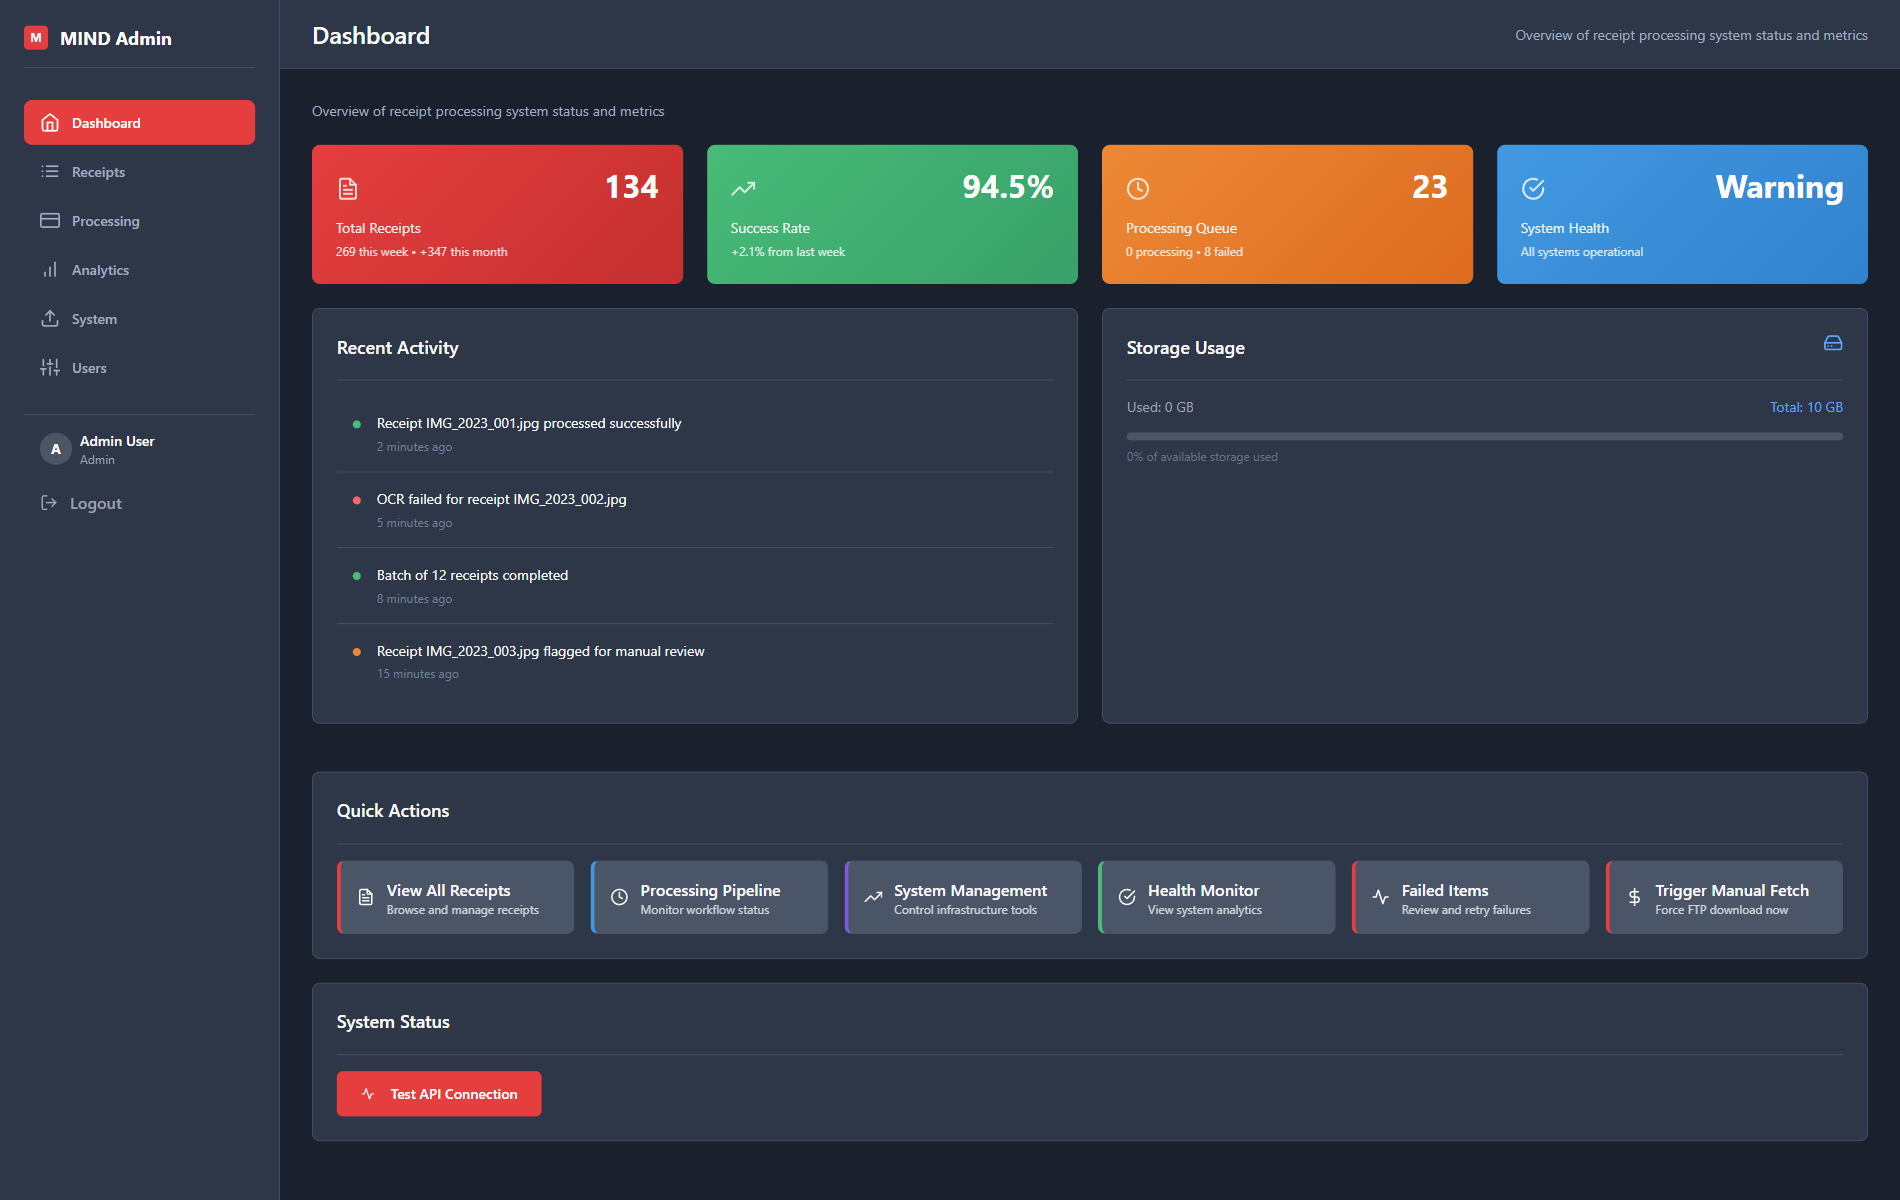 M MIND Admin
Dashboard
Receipts
Processing
Analytics
System
Users
A
Admin User
Admin
Logout
Dashboard
Overview of receipt processing system status and metrics
Overview of receipt processing system status and metrics
134
Total Receipts
269 this week • +347 this month
94.5%
Success Rate
+2.1% from last week
23
Processing Queue
0 processing • 8 failed
Warning
System Health
All systems operational
Recent Activity
Receipt IMG_2023_001.jpg processed successfully
2 minutes ago
OCR failed for receipt IMG_2023_002.jpg
5 minutes ago
Batch of 12 receipts completed
8 minutes ago
Receipt IMG_2023_003.jpg flagged for manual review
15 minutes ago
Storage Usage
Used: 0 GB
Total: 10 GB
0% of available storage used
Quick Actions
View All Receipts
Browse and manage receipts
Processing Pipeline
Monitor workflow status
System Management
Control infrastructure tools
Health Monitor
View system analytics
Failed Items
Review and retry failures
Trigger Manual Fetch
Force FTP download now
System Status
Test API Connection